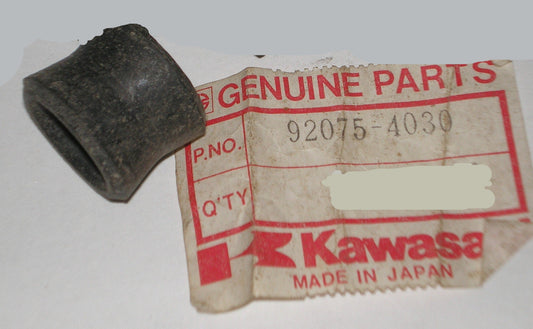 GENUINE PARTS
P.NO. 92075-4030
Q'TY
Kawasa
MADE IN JAPAN